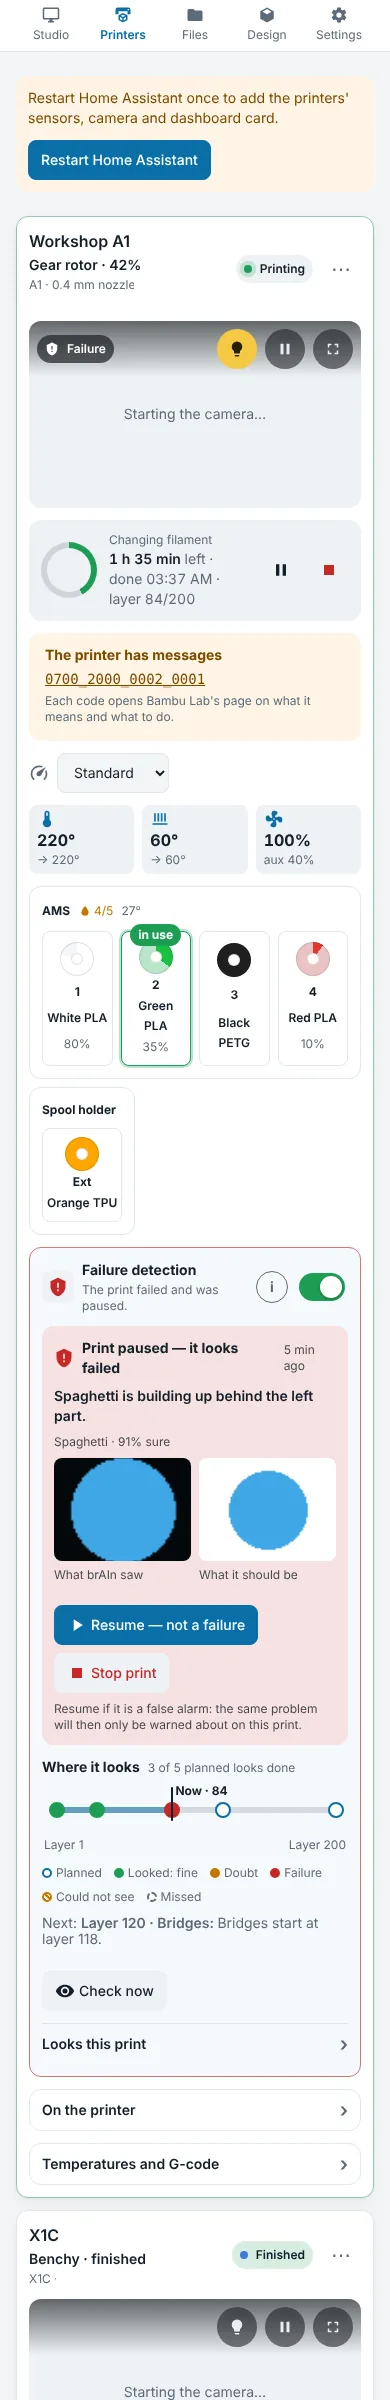 Studio Printers Files Design Settings
Restart Home Assistant once to add the printers'
sensors, camera and dashboard card.
Restart Home Assistant
Workshop A1
Gear rotor · 42%
A1 · 0.4 mm nozzle
Printing
Failure
Starting the camera...
Changing filament
1 h 35 min left ·
done 03:37 AM ·
layer 84/200
The printer has messages
0700_2000_0002_0001
Each code opens Bambu Lab's page on what it
means and what to do.
Standard
220° 60° 100%
→ 220° → 60° aux 40%
AMS 4/5 27°
in use
1
White PLA
80%
2
Green
PLA
35%
3
Black
PETG
4
Red PLA
10%
Spool holder
Ext
Orange TPU
Failure detection
The print failed and was
paused.
i
Print paused — it looks
failed
5 min
ago
Spaghetti is building up behind the left
part.
Spaghetti · 91% sure
What brAIn saw What it should be
Resume — not a failure
Stop print
Resume if it is a false alarm: the same problem
will then only be warned about on this print.
Where it looks 3 of 5 planned looks done
Now · 84
Layer 1 Layer 200
Planned Looked: fine Doubt Failure
Could not see Missed
Next: Layer 120 · Bridges: Bridges start at
layer 118.
Check now
Looks this print
On the printer
Temperatures and G-code
X1C
Benchy · finished
X1C ·
Finished
Starting the camera...